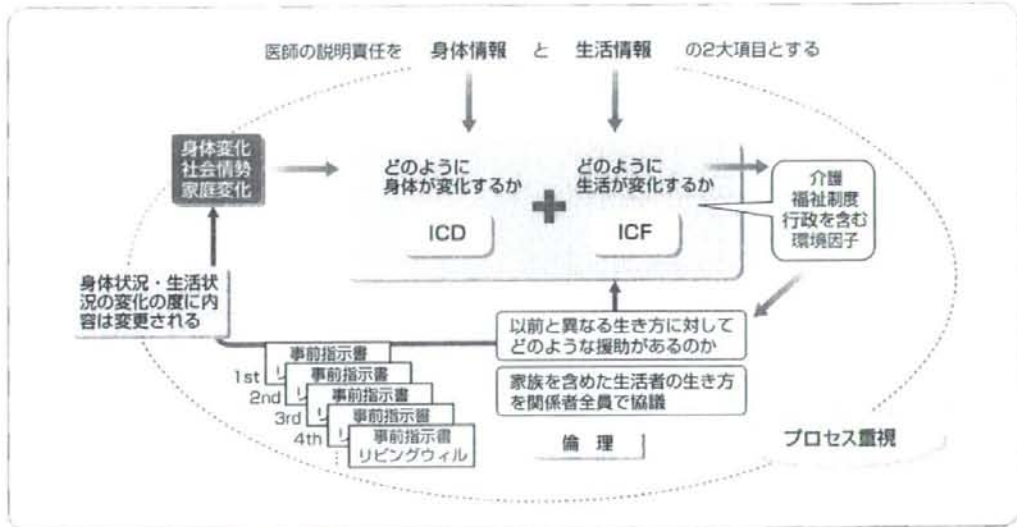 医師の説明責任を 身体情報 と 生活情報 の2大項目とする
身体変化
社会情勢
家庭変化
どのように
身体が変化するか
ICD
どのように
生活が変化するか
ICF
介護
福祉制度
行政を含む
環境因子
身体状況・生活状
況の変化の度に内
容は変更される
以前と異なる生き方に対して
どのような援助があるのか
家族を含めた生活者の生き方
を関係者全員で協議
事前指示書
1st リ 事前指示書
2nd リ 事前指示書
3rd リ 事前指示書
4th リ 事前指示書
リビングウィル
倫理
プロセス重視